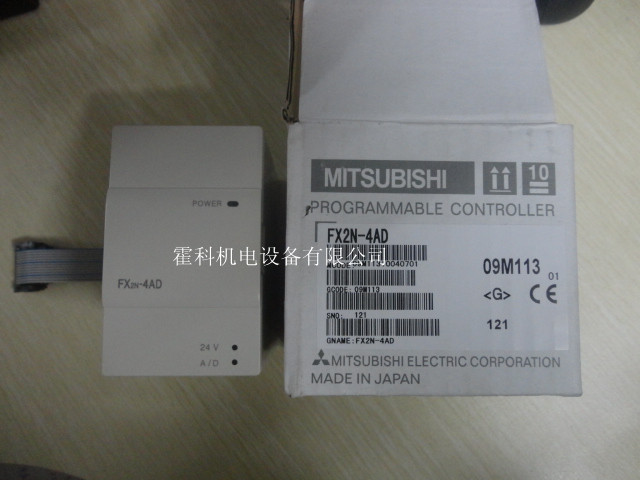 POWER
FX2N-4AD
24 V
A/D
霍科机电设备有限公司
MITSUBISHI
10
PROGRAMMABLE CONTROLLER
FX2N-4AD
09M113
01
GCODE: 09M113
<G> CE
SNO: 121
121
GNAME:FX2N-4AD
MITSUBISHI ELECTRIC CORPORATION
MADE IN JAPAN